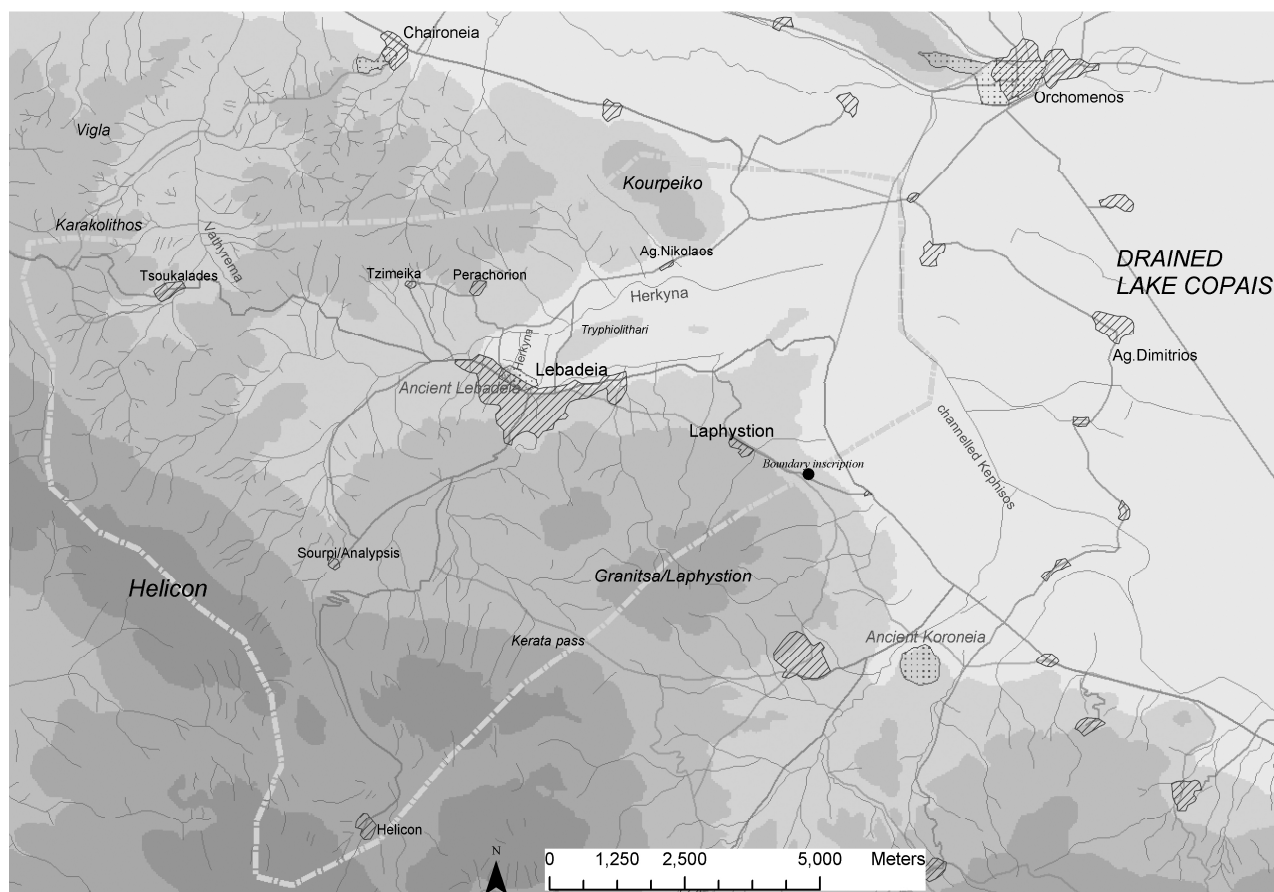 Chaironeia
Orchomenos
Vigla
Kourpeiko
Karakolithos
Vathyrema
Ag.Nikolaos
DRAINED
LAKE COPAIS
Tsoukalades
Tzimeika
Perachorion
Herkyna
Tryphiolithari
Herkyna
Ag.Dimitrios
Lebadeia
Ancient Lebadeia
channelled Kephisos
Laphystion
Boundary inscription
Sourpi/Analypsis
Helicon
Granitsa/Laphystion
Kerata pass
Ancient Koroneia
Helicon
N
0 1,250 2,500 5,000 Meters